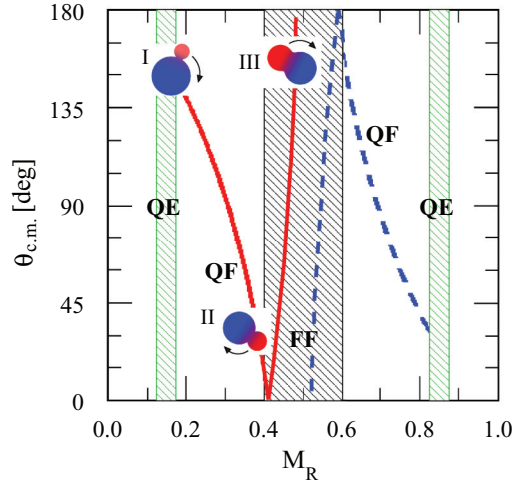 180
135
90
45
0
θc.m. [deg]
I
III
QF
QE
QE
QF
II
FF
0.0 0.2 0.4 0.6 0.8 1.0
MR